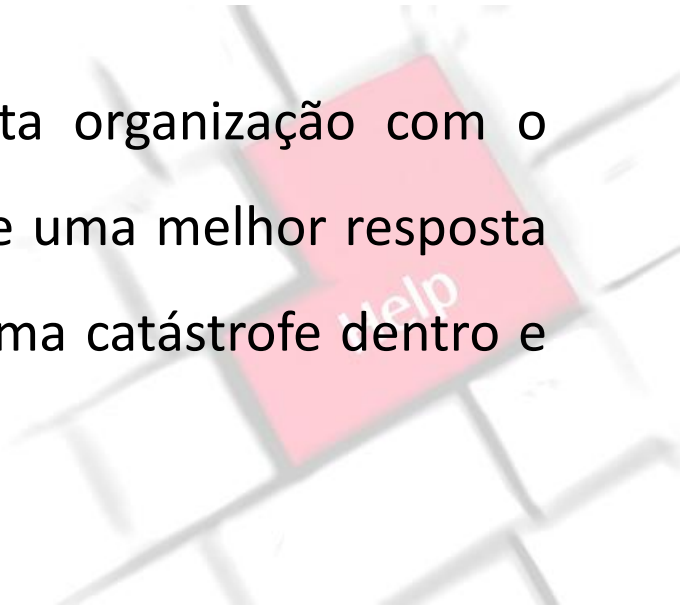 ta organização com o
e uma melhor resposta
ma catástrofe dentro e
Help